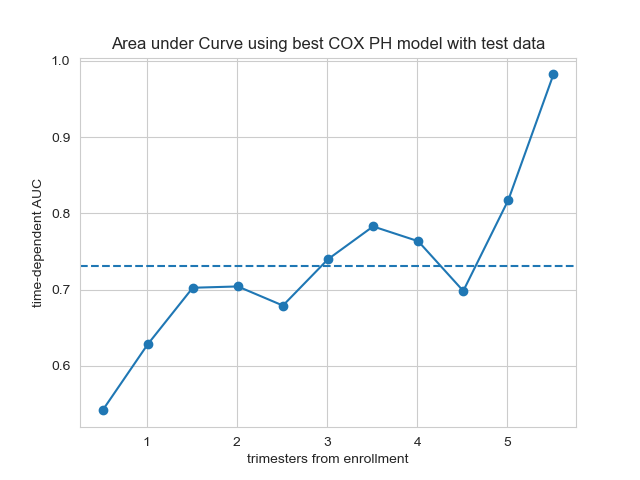 Area under Curve using best COX PH model with test data
1.0
0.9
0.8
0.7
0.6
time-dependent AUC
1 2 3 4 5
trimesters from enrollment